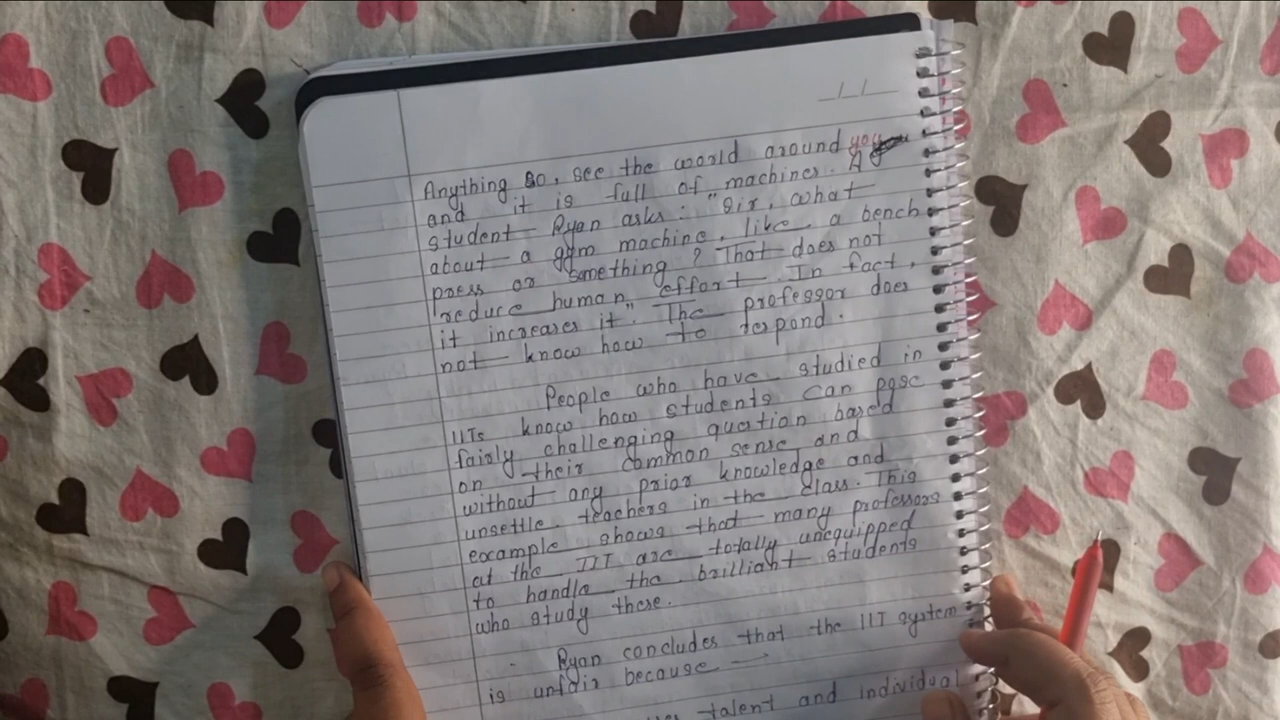 Anything so, see the world around you
and it is full of machines. A
student Ryan asks : "Sir, what
about a gym machine, like a bench
press or something ? That does not
reduce human effort. In fact,
it increases it". The professor does
not know how to respond.
People who have studied in
IITs know how students can pose
fairly challenging question based
on their common sense and
without any prior knowledge and
unsettle teachers in the class. This
example shows that many professors
at the IIT are totally unequipped
to handle the brilliant students
who study there.
Ryan concludes that the IIT system
is unfair because →
talent and individual